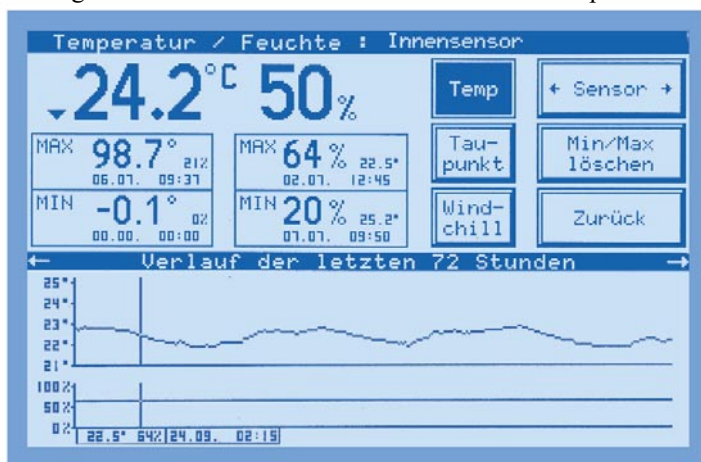 Temperatur / Feuchte : Innensensor
24.2°C 50%
Temp
← Sensor →
MAX 98.7° 21%
06.07. 09:37
MAX 64% 22.5°
02.07. 12:45
Tau-
punkt
Min/Max
löschen
MIN -0.1° 0%
00.00. 00:00
MIN 20% 25.2°
07.07. 09:50
Wind-
chill
Zurück
← Verlauf der letzten 72 Stunden →
25°
24°
23°
22°
21°
100%
50%
0%
22.5° 64% 24.09. 02:15